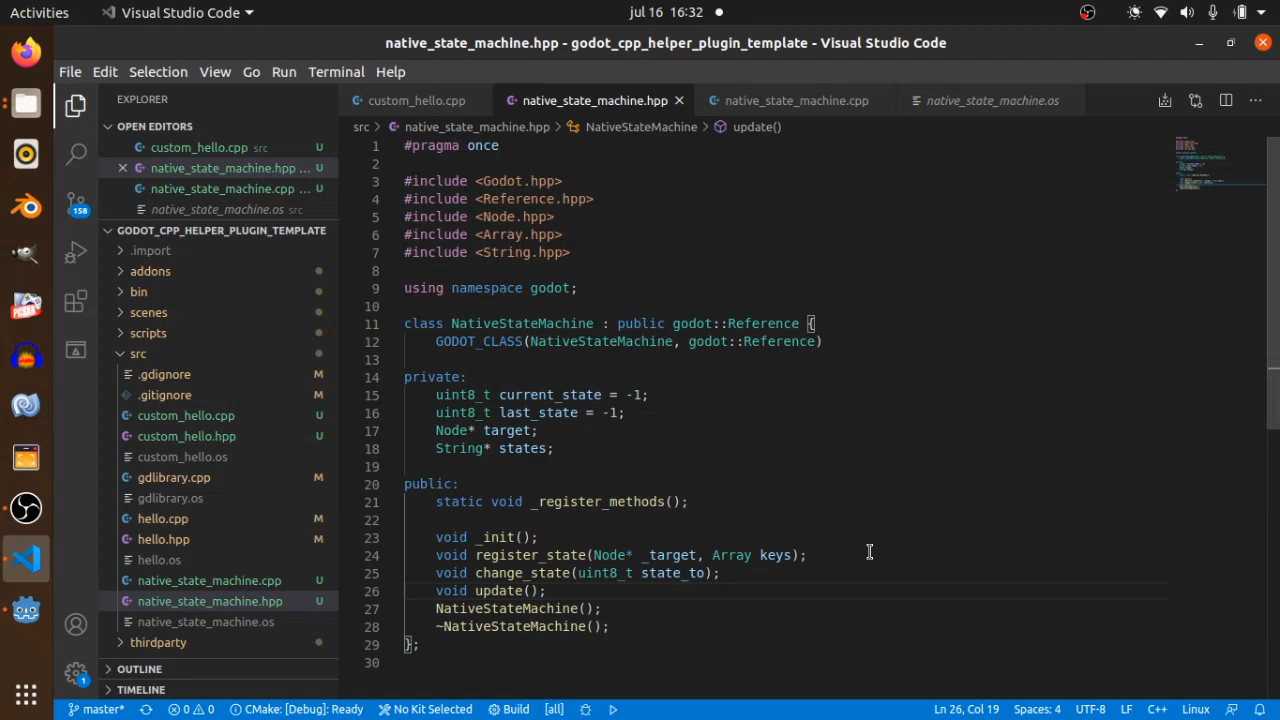 Activities
Visual Studio Code
jul 16 16:32
native_state_machine.hpp - godot_cpp_helper_plugin_template - Visual Studio Code
File Edit Selection View Go Run Terminal Help
EXPLORER
OPEN EDITORS
custom_hello.cpp src U
native_state_machine.hpp ... U
native_state_machine.cpp ... U
native_state_machine.os src
GODOT_CPP_HELPER_PLUGIN_TEMPLATE
.import
addons
bin
scenes
scripts
src
.gdignore M
.gitignore M
custom_hello.cpp U
custom_hello.hpp U
custom_hello.os
gdlibrary.cpp M
gdlibrary.os
hello.cpp M
hello.hpp M
hello.os
native_state_machine.cpp U
native_state_machine.hpp U
native_state_machine.os
thirdparty
OUTLINE
TIMELINE
158
1
custom_hello.cpp
native_state_machine.hpp
native_state_machine.cpp
native_state_machine.os
src > native_state_machine.hpp > NativeStateMachine > update()
1 #pragma once
2
3 #include <Godot.hpp>
4 #include <Reference.hpp>
5 #include <Node.hpp>
6 #include <Array.hpp>
7 #include <String.hpp>
8
9 using namespace godot;
10
11 class NativeStateMachine : public godot::Reference {
12 GODOT_CLASS(NativeStateMachine, godot::Reference)
13
14 private:
15 uint8_t current_state = -1;
16 uint8_t last_state = -1;
17 Node* target;
18 String* states;
19
20 public:
21 static void _register_methods();
22
23 void _init();
24 void register_state(Node* _target, Array keys);
25 void change_state(uint8_t state_to);
26 void update();
27 NativeStateMachine();
28 ~NativeStateMachine();
29 };
30
master* 0 0 CMake: [Debug]: Ready No Kit Selected Build [all] Ln 26, Col 19 Spaces: 4 UTF-8 LF C++ Linux